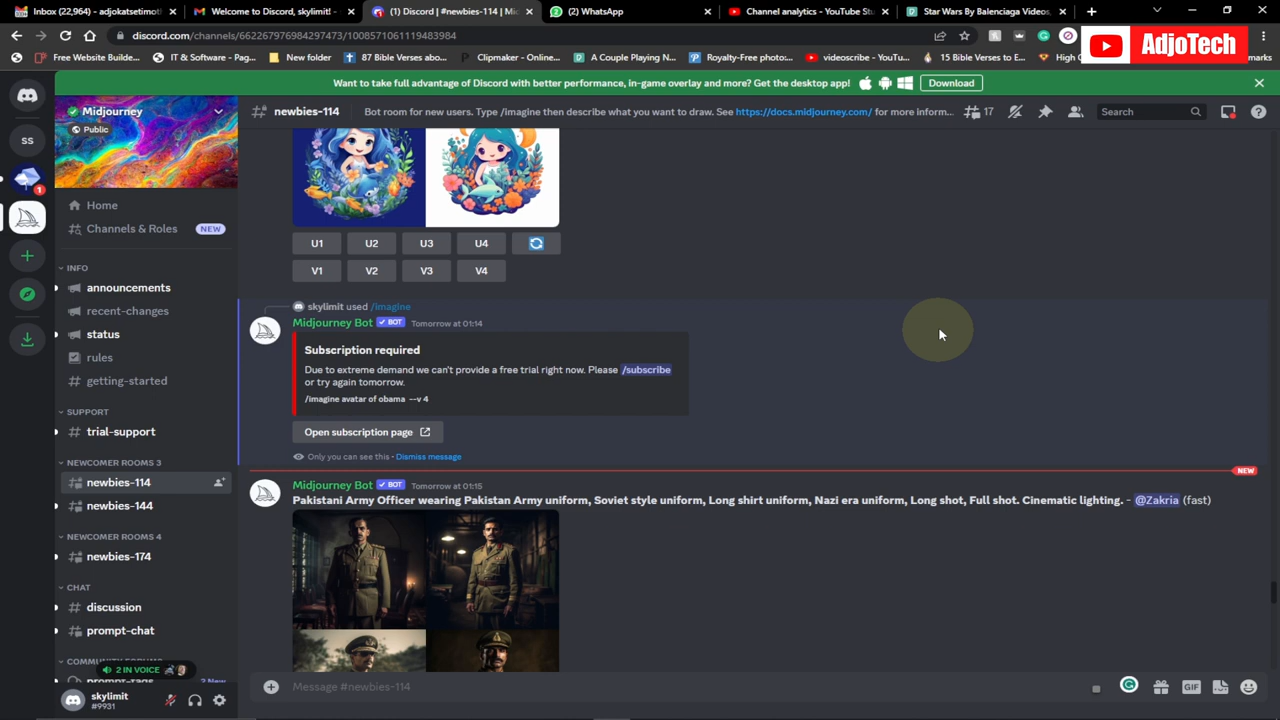 Inbox (22,964) - adjokatsetimoth
Welcome to Discord, skylimit! -
(1) Discord | #newbies-114 | Mid
(2) WhatsApp
Channel analytics - YouTube Stu
Star Wars By Balenciaga Videos,
discord.com/channels/662267976984297473/1008571061119483984
Free Website Builde...
IT & Software - Pag...
New folder
87 Bible Verses abo...
Clipmaker - Online...
A Couple Playing N...
Royalty-Free photo...
videoscribe - YouTu...
15 Bible Verses to E...
AdjoTech
Want to take full advantage of Discord with better performance, in-game overlay and more? Get the desktop app!
Download
Midjourney
Public
newbies-114
Bot room for new users. Type /imagine then describe what you want to draw. See https://docs.midjourney.com/ for more inform...
17
Search
SS
1
Home
Channels & Roles
NEW
INFO
announcements
recent-changes
status
rules
getting-started
SUPPORT
trial-support
NEWCOMER ROOMS 3
newbies-114
newbies-144
NEWCOMER ROOMS 4
newbies-174
CHAT
discussion
prompt-chat
2 IN VOICE
skylimit
#9931
U1 U2 U3 U4
V1 V2 V3 V4
skylimit used /imagine
Midjourney Bot BOT Tomorrow at 01:14
Subscription required
Due to extreme demand we can't provide a free trial right now. Please /subscribe
or try again tomorrow.
/imagine avatar of obama --v 4
Open subscription page
Only you can see this • Dismiss message
NEW
Midjourney Bot BOT Tomorrow at 01:15
Pakistani Army Officer wearing Pakistan Army uniform, Soviet style uniform, Long shirt uniform, Nazi era uniform, Long shot, Full shot. Cinematic lighting. - @Zakria (fast)
Message #newbies-114
GIF